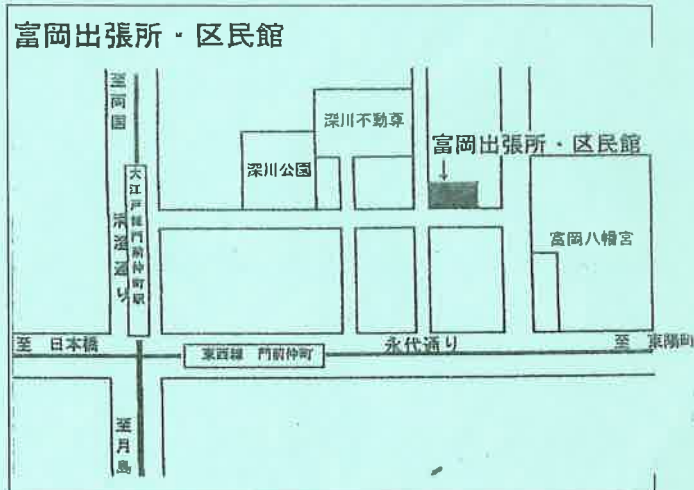 富岡出張所・区民館
至両国
深川不動尊
富岡出張所・区民館
深川公園
大江戸線門前仲町駅
清澄通り
富岡八幡宮
至 日本橋
東西線 門前仲町
永代通り
至 東陽町
至月島